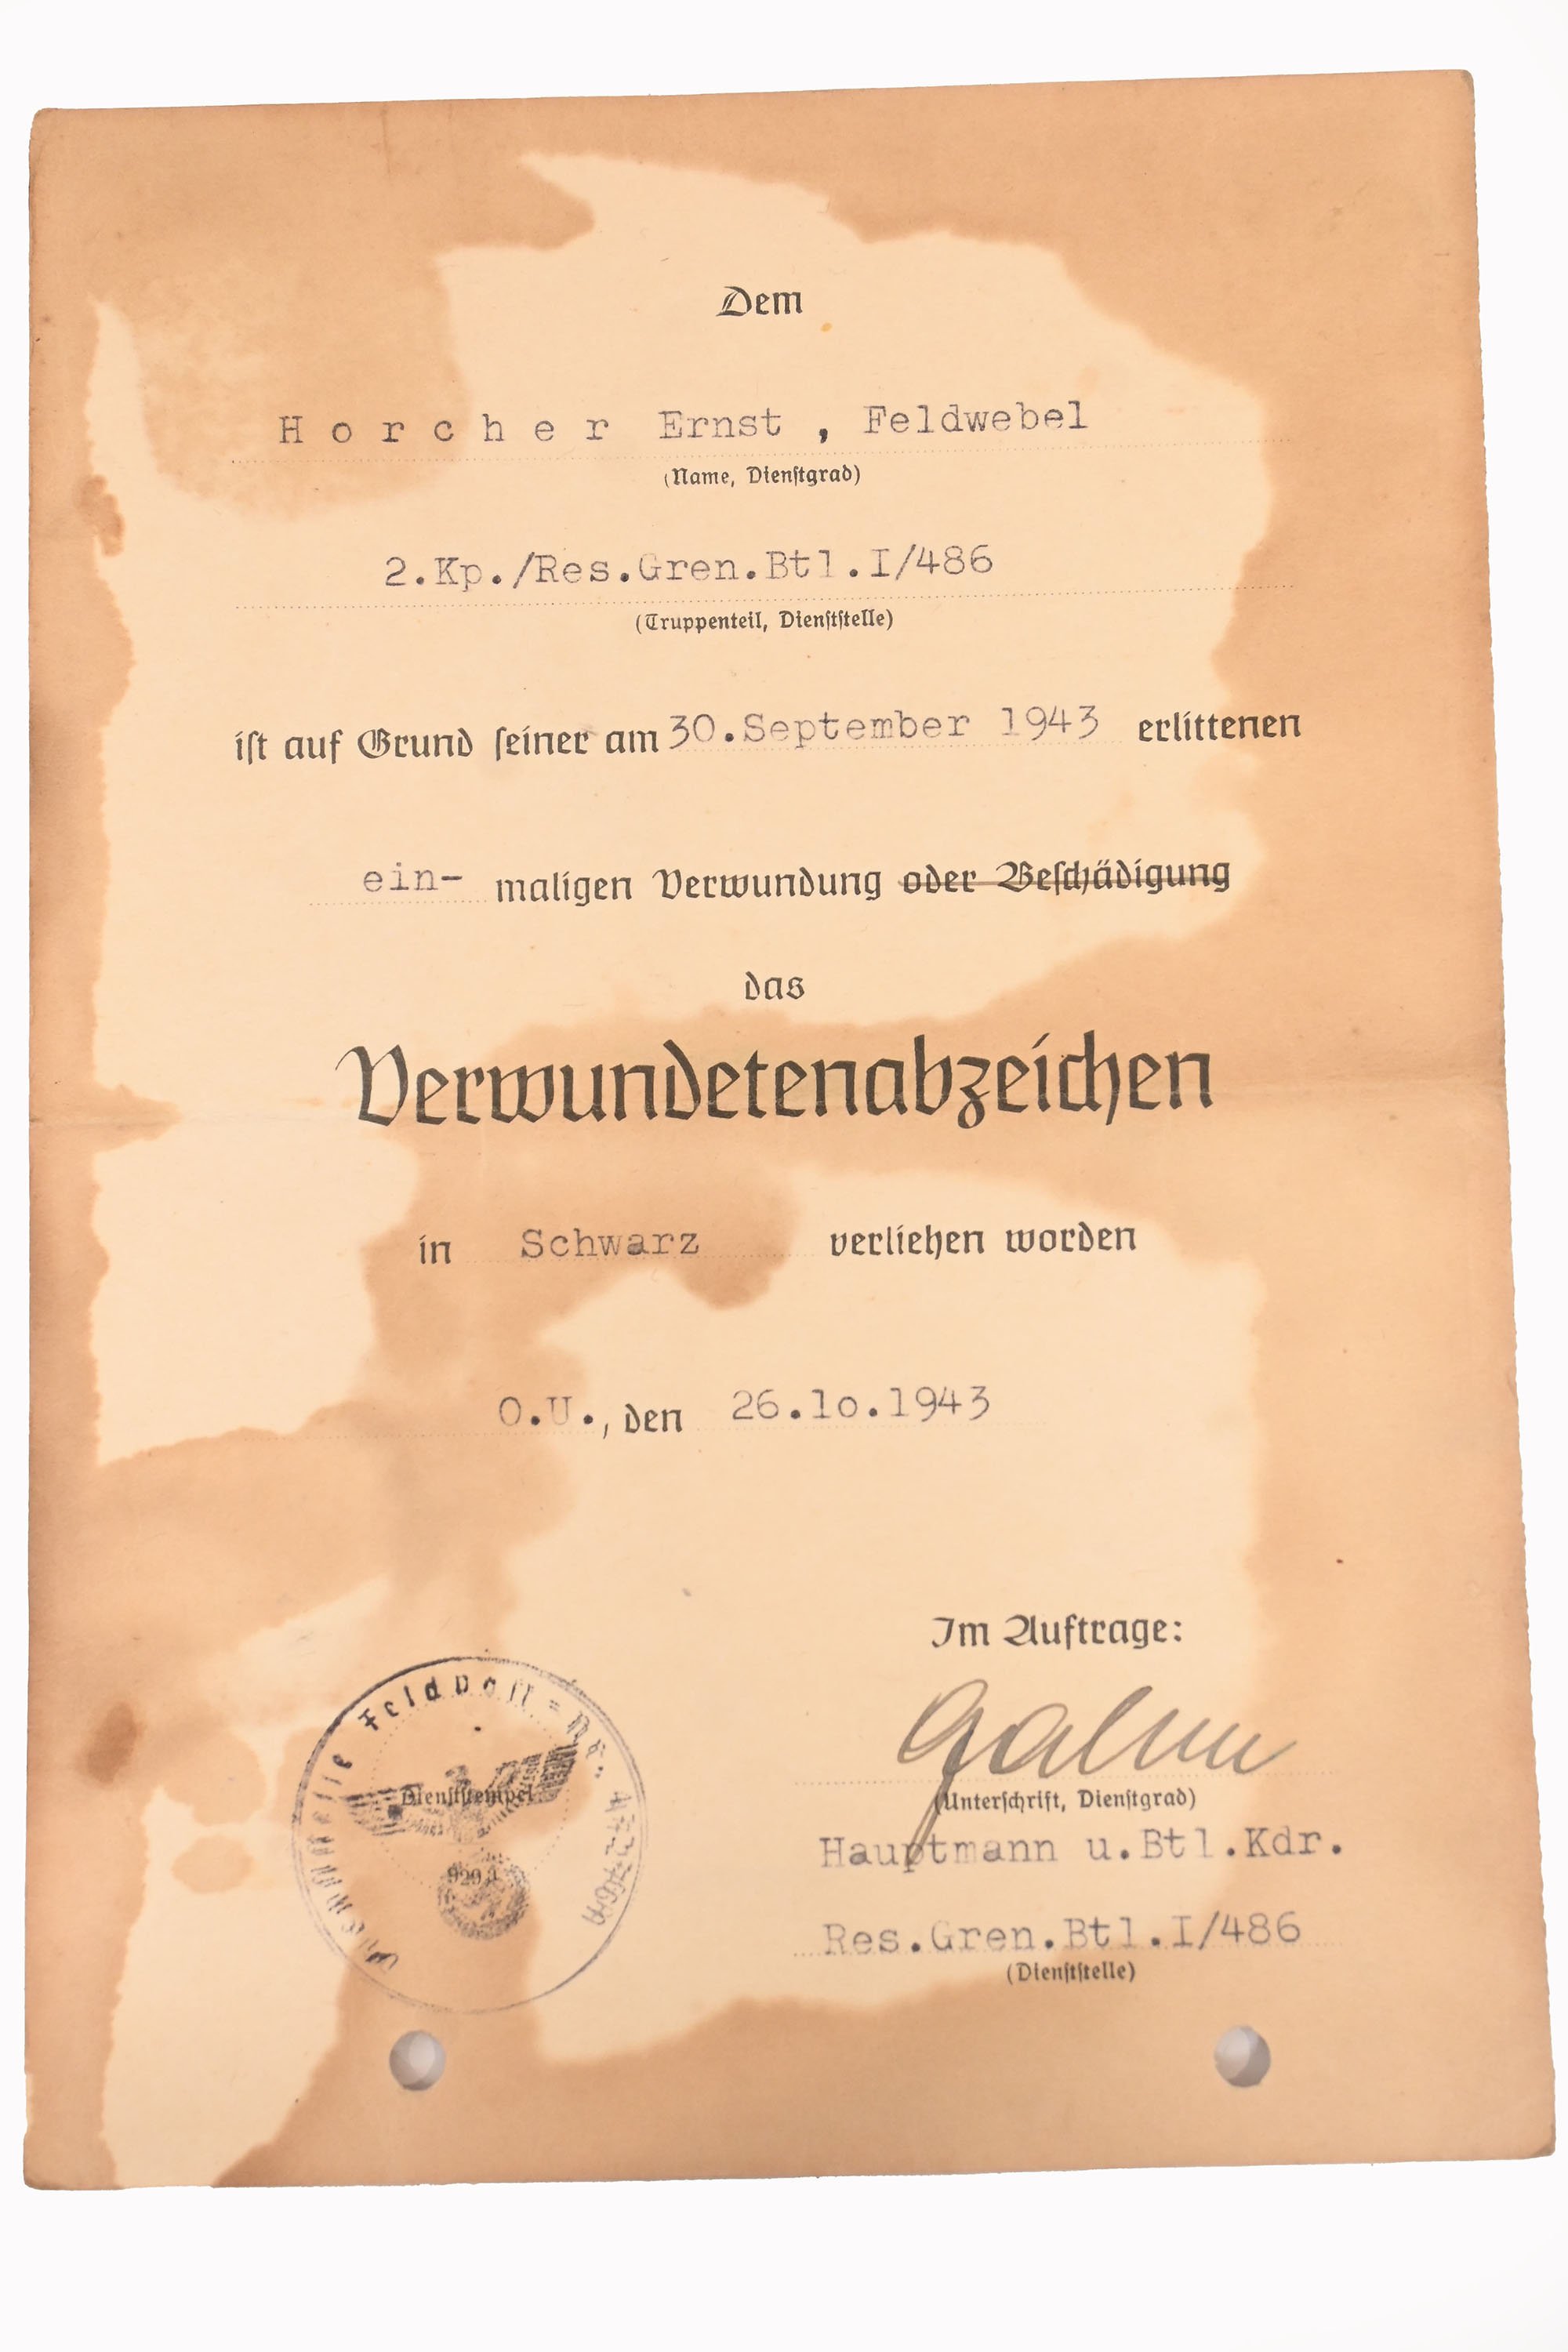 Dem
Horcher Ernst , Feldwebel
(Name, Dienstgrad)
2.Kp./Res.Gren.Btl.I/486
(Truppenteil, Dienststelle)
ist auf Grund seiner am 30.September 1943 erlittenen
ein- maligen Verwundung oder Beschädigung
das
Verwundetenabzeichen
in Schwarz verliehen worden
O.U., den 26.1o.1943
Im Auftrage:
Feldpost=Nr.
Dienststempel
(Unterschrift, Dienstgrad)
Hauptmann u.Btl.Kdr.
Res.Gren.Btl.I/486
(Dienststelle)